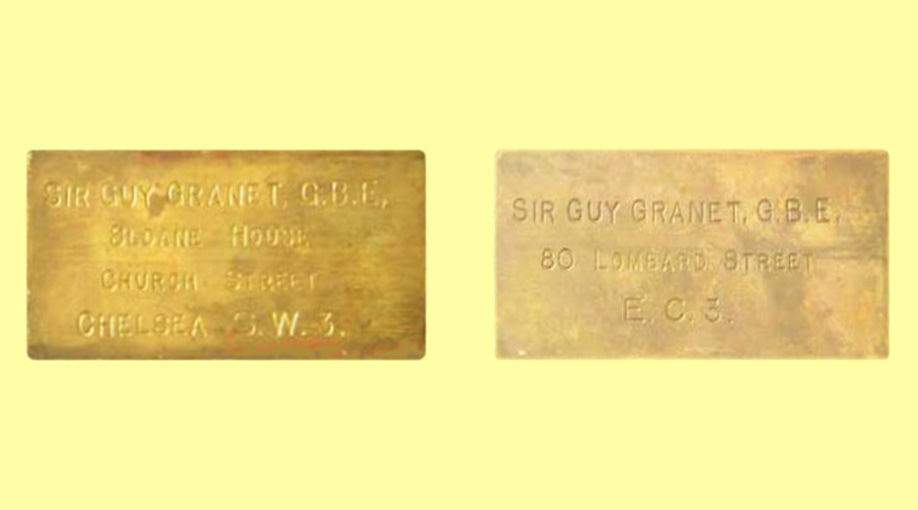 SIR GUY GRANET, G.B.E,
SLOANE HOUSE
CHURCH STREET
CHELSEA S.W.3.
SIR GUY GRANET, G.B.E,
80 LOMBARD STREET
E.C.3.